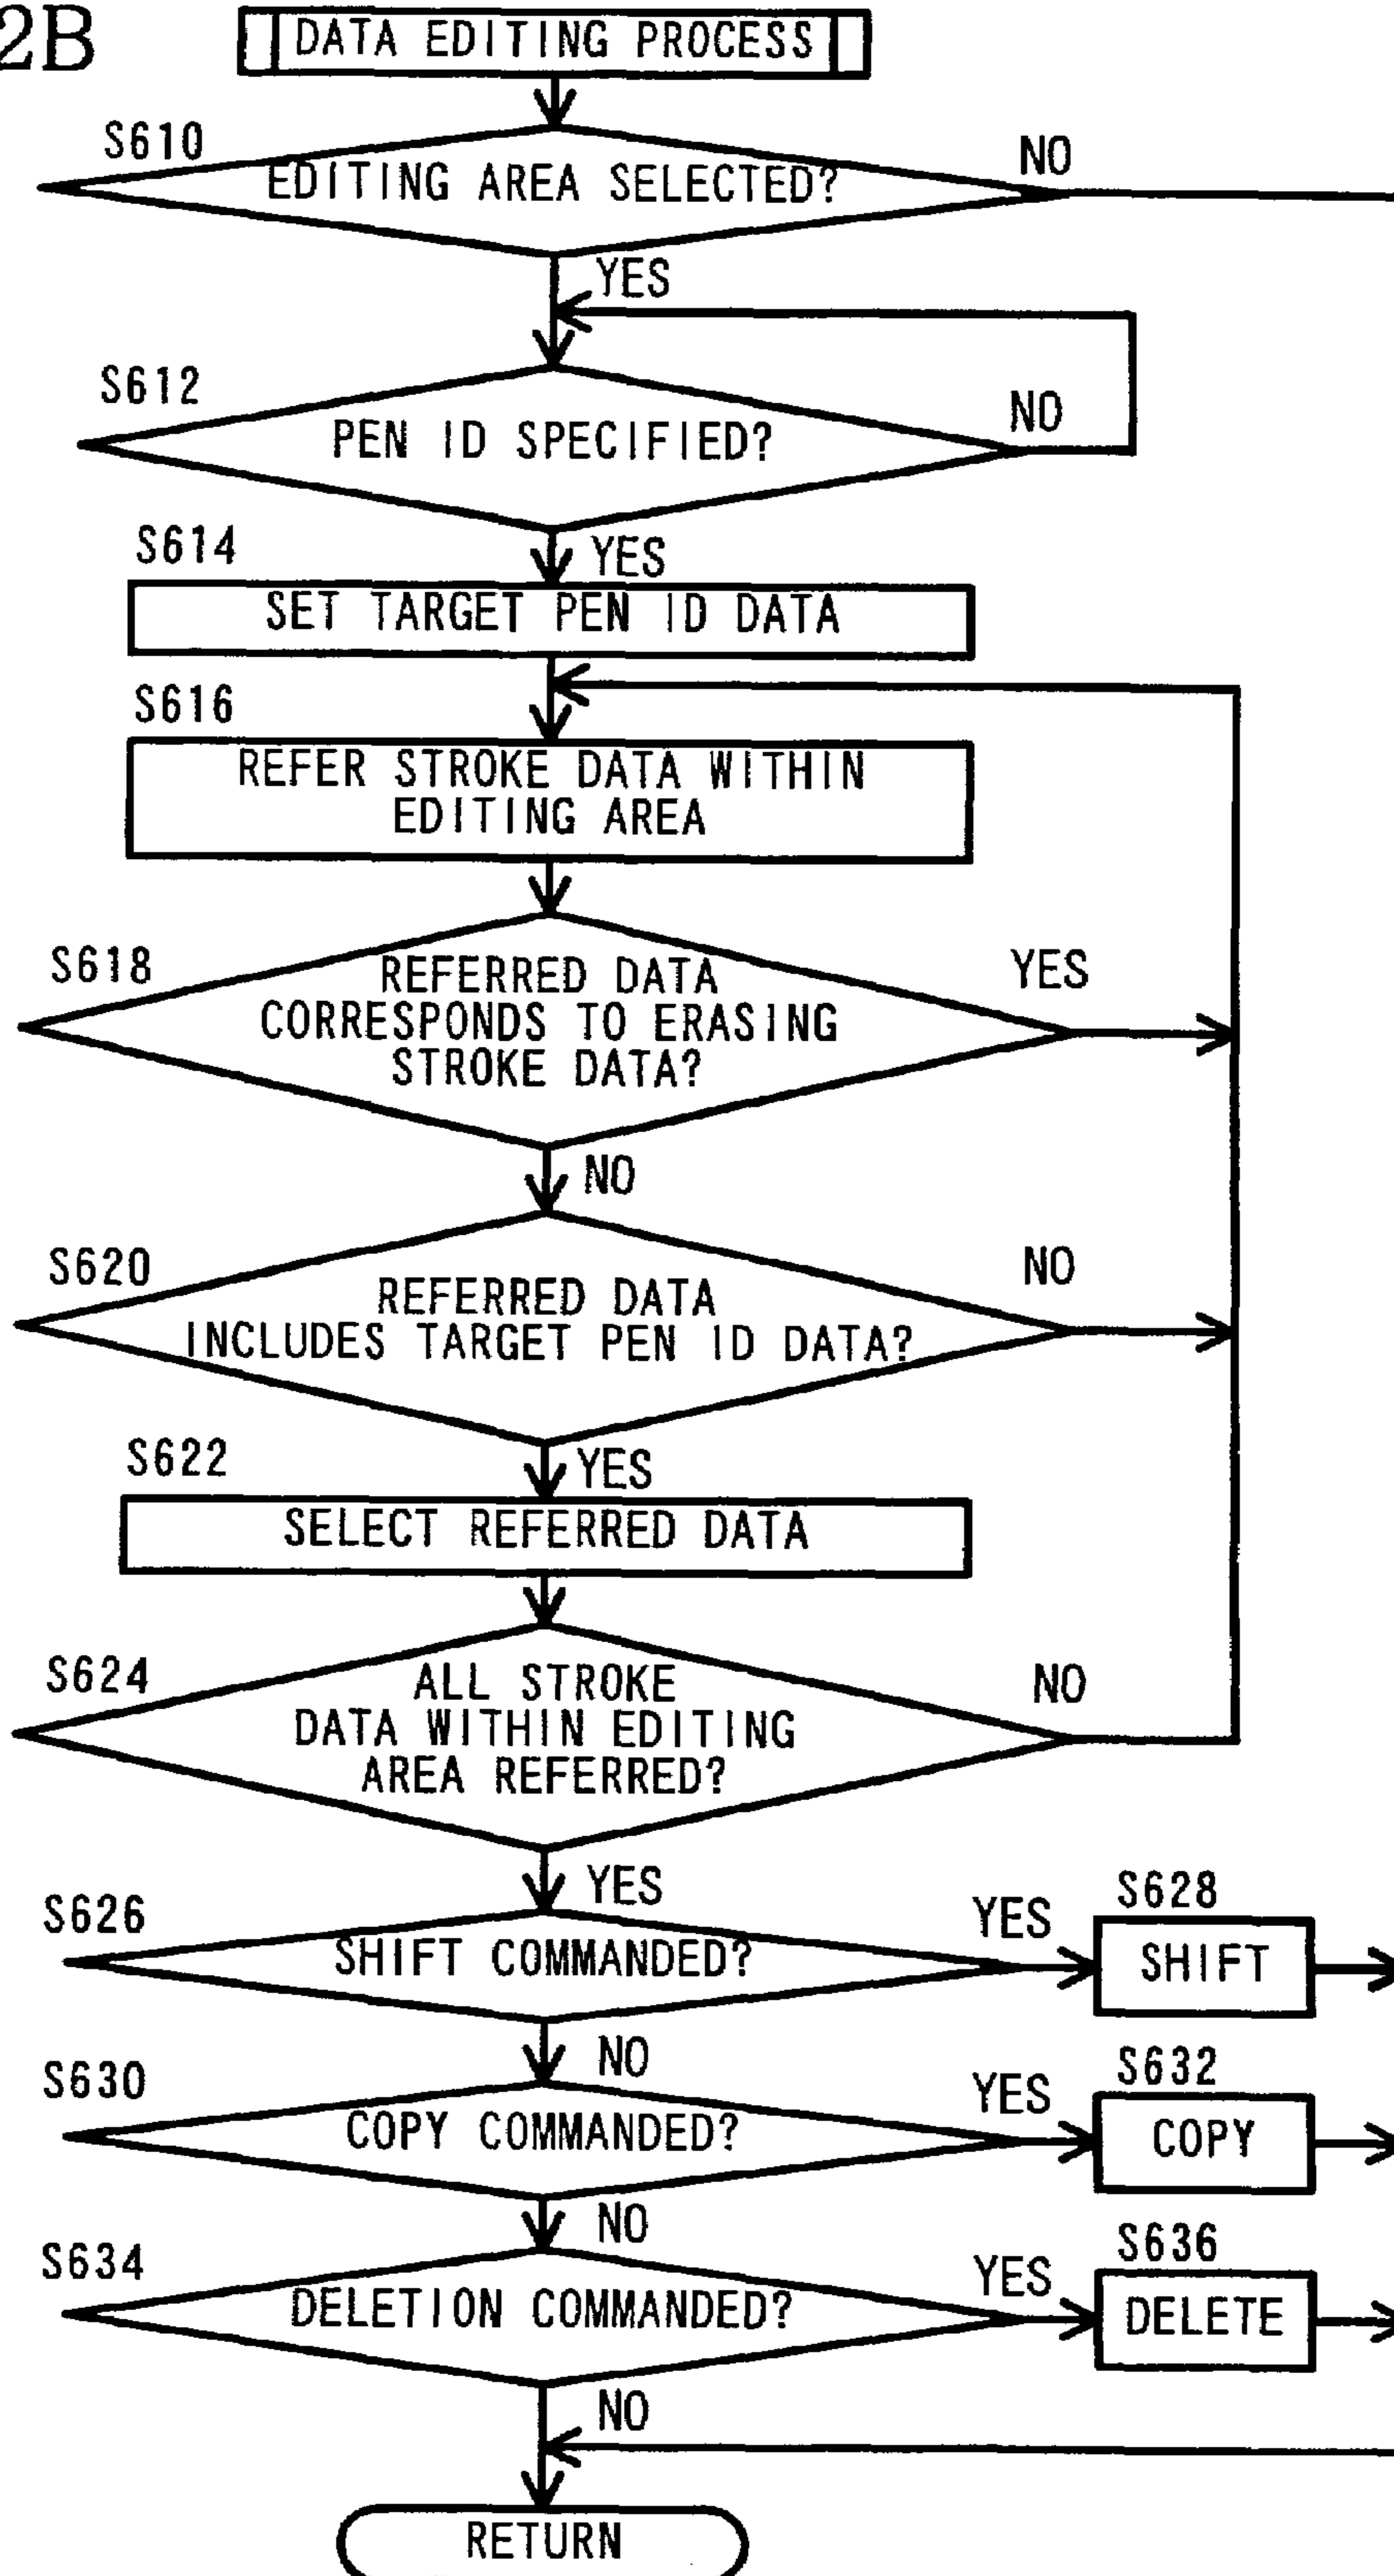 2B
DATA EDITING PROCESS
S610
EDITING AREA SELECTED?
NO
YES
S612
PEN ID SPECIFIED?
NO
S614
YES
SET TARGET PEN ID DATA
S616
REFER STROKE DATA WITHIN
EDITING AREA
S618
REFERRED DATA
CORRESPONDS TO ERASING
STROKE DATA?
YES
NO
S620
REFERRED DATA
INCLUDES TARGET PEN ID DATA?
NO
S622
YES
SELECT REFERRED DATA
S624
ALL STROKE
DATA WITHIN EDITING
AREA REFERRED?
NO
YES
S626
SHIFT COMMANDED?
YES
S628
SHIFT
NO
S630
COPY COMMANDED?
YES
S632
COPY
NO
S634
DELETION COMMANDED?
YES
S636
DELETE
NO
RETURN